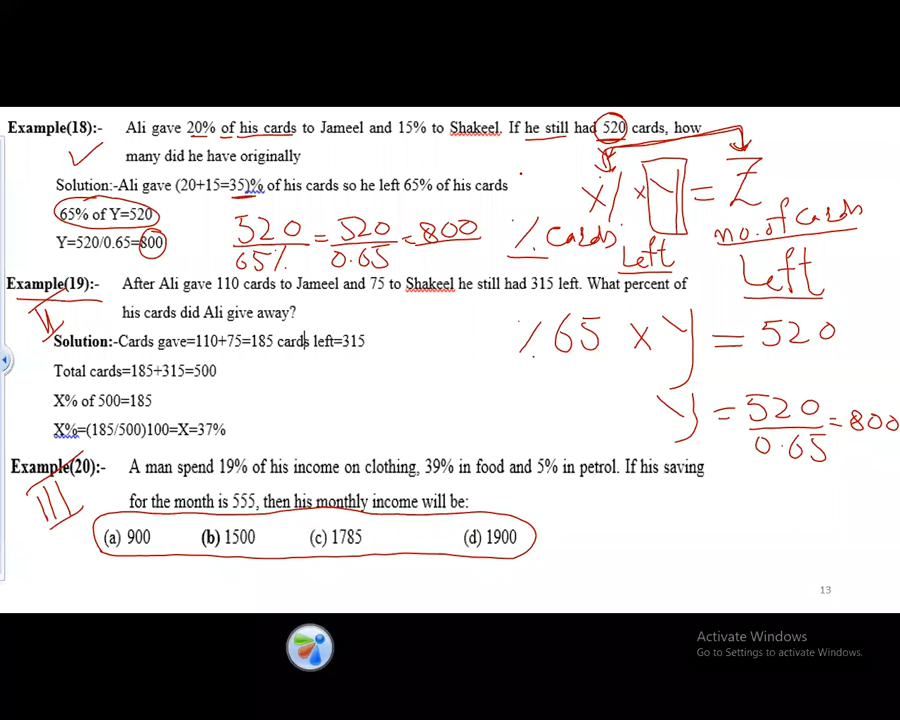 Example(18):- Ali gave 20% of his cards to Jameel and 15% to Shakeel. If he still had 520 cards, how
many did he have originally
Solution:-Ali gave (20+15=35)% of his cards so he left 65% of his cards
X% × Y = Z
65% of Y=520
520/65% = 520/0.65 = 800
% cards Left
no. of cards Left
Y=520/0.65=800
Example(19):- After Ali gave 110 cards to Jameel and 75 to Shakeel he still had 315 left. What percent of
II
his cards did Ali give away?
Solution:-Cards gave=110+75=185 cards left=315
% 65 × Y = 520
Total cards=185+315=500
X% of 500=185
Y = 520/0.65 = 800
X%=(185/500)100=X=37%
Example(20):- A man spend 19% of his income on clothing, 39% in food and 5% in petrol. If his saving
III
for the month is 555, then his monthly income will be:
(a) 900 (b) 1500 (c) 1785 (d) 1900
13
Activate Windows
Go to Settings to activate Windows.